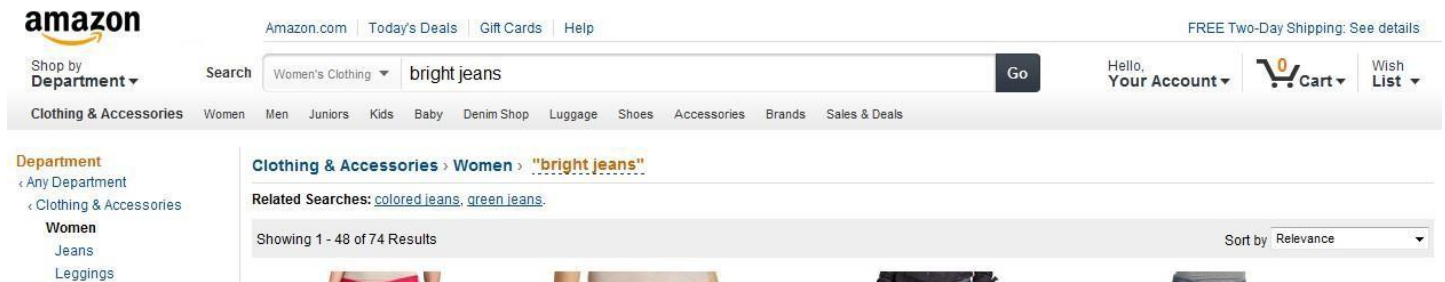 amazon
Amazon.com Today's Deals Gift Cards Help
FREE Two-Day Shipping: See details
Shop by
Department
Search Women's Clothing bright jeans Go
Hello,
Your Account
0
Cart
Wish
List
Clothing & Accessories Women Men Juniors Kids Baby Denim Shop Luggage Shoes Accessories Brands Sales & Deals
Department
‹ Any Department
‹ Clothing & Accessories
Women
Jeans
Leggings
Clothing & Accessories › Women › "bright jeans"
Related Searches: colored jeans, green jeans.
Showing 1 - 48 of 74 Results
Sort by Relevance